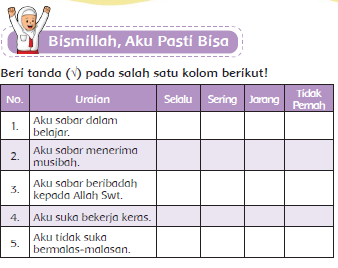 Bismillah, Aku Pasti Bisa
Beri tanda (√) pada salah satu kolom berikut!
No. Uraian Selalu Sering Jarang Tidak Pernah
1. Aku sabar dalam
belajar.
2. Aku sabar menerima
musibah.
3. Aku sabar beribadah
kepada Allah Swt.
4. Aku suka bekerja keras.
5. Aku tidak suka
bermalas-malasan.